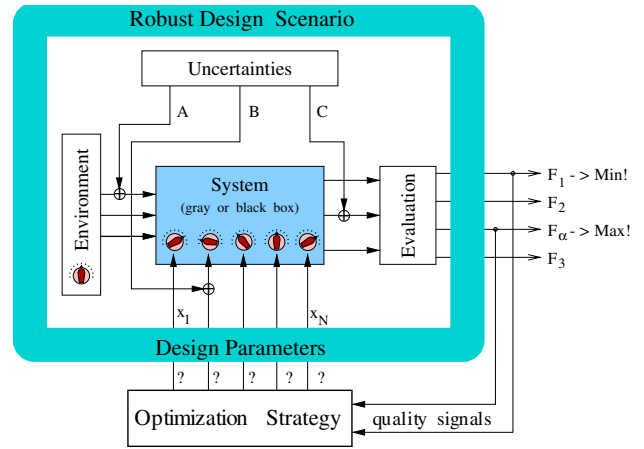 Robust Design Scenario
Uncertainties
A B C
Environment
System
(gray or black box)
Evaluation
F1 -> Min!
F2
Fα -> Max!
F3
x1 xN
Design Parameters
? ? ? ? ?
Optimization Strategy
quality signals